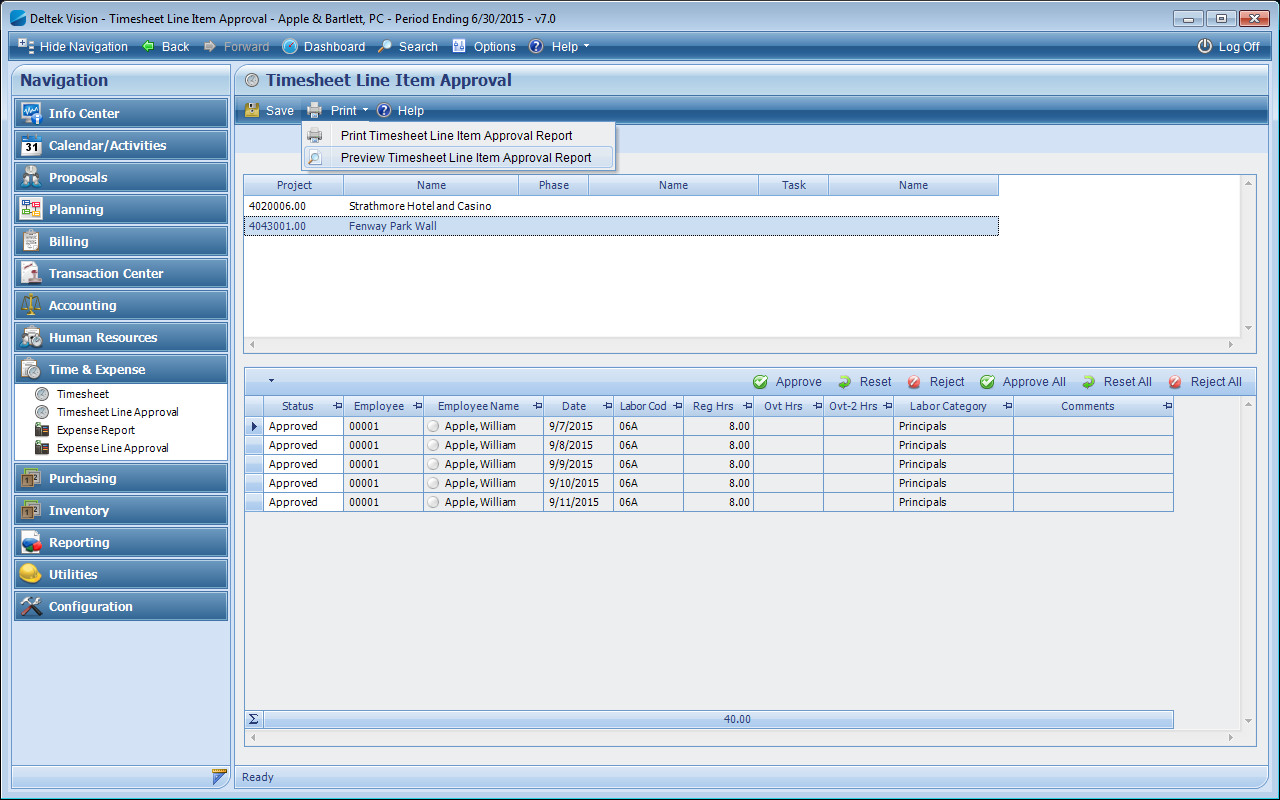 Deltek Vision - Timesheet Line Item Approval - Apple & Bartlett, PC - Period Ending 6/30/2015 - v7.0
Hide Navigation Back Forward Dashboard Search Options Help Log Off
Navigation
Info Center
31 Calendar/Activities
Proposals
Planning
Billing
Transaction Center
Accounting
Human Resources
Time & Expense
Timesheet
Timesheet Line Approval
Expense Report
Expense Line Approval
Purchasing
Inventory
Reporting
Utilities
Configuration
Timesheet Line Item Approval
Save Print Help
Print Timesheet Line Item Approval Report
Preview Timesheet Line Item Approval Report
Project Name Phase Name Task Name
4020006.00 Strathmore Hotel and Casino
4043001.00 Fenway Park Wall
Approve Reset Reject Approve All Reset All Reject All
Status Employee Employee Name Date Labor Cod Reg Hrs Ovt Hrs Ovt-2 Hrs Labor Category Comments
Approved 00001 Apple, William 9/7/2015 06A 8.00 Principals
Approved 00001 Apple, William 9/8/2015 06A 8.00 Principals
Approved 00001 Apple, William 9/9/2015 06A 8.00 Principals
Approved 00001 Apple, William 9/10/2015 06A 8.00 Principals
Approved 00001 Apple, William 9/11/2015 06A 8.00 Principals
Σ 40.00
Ready